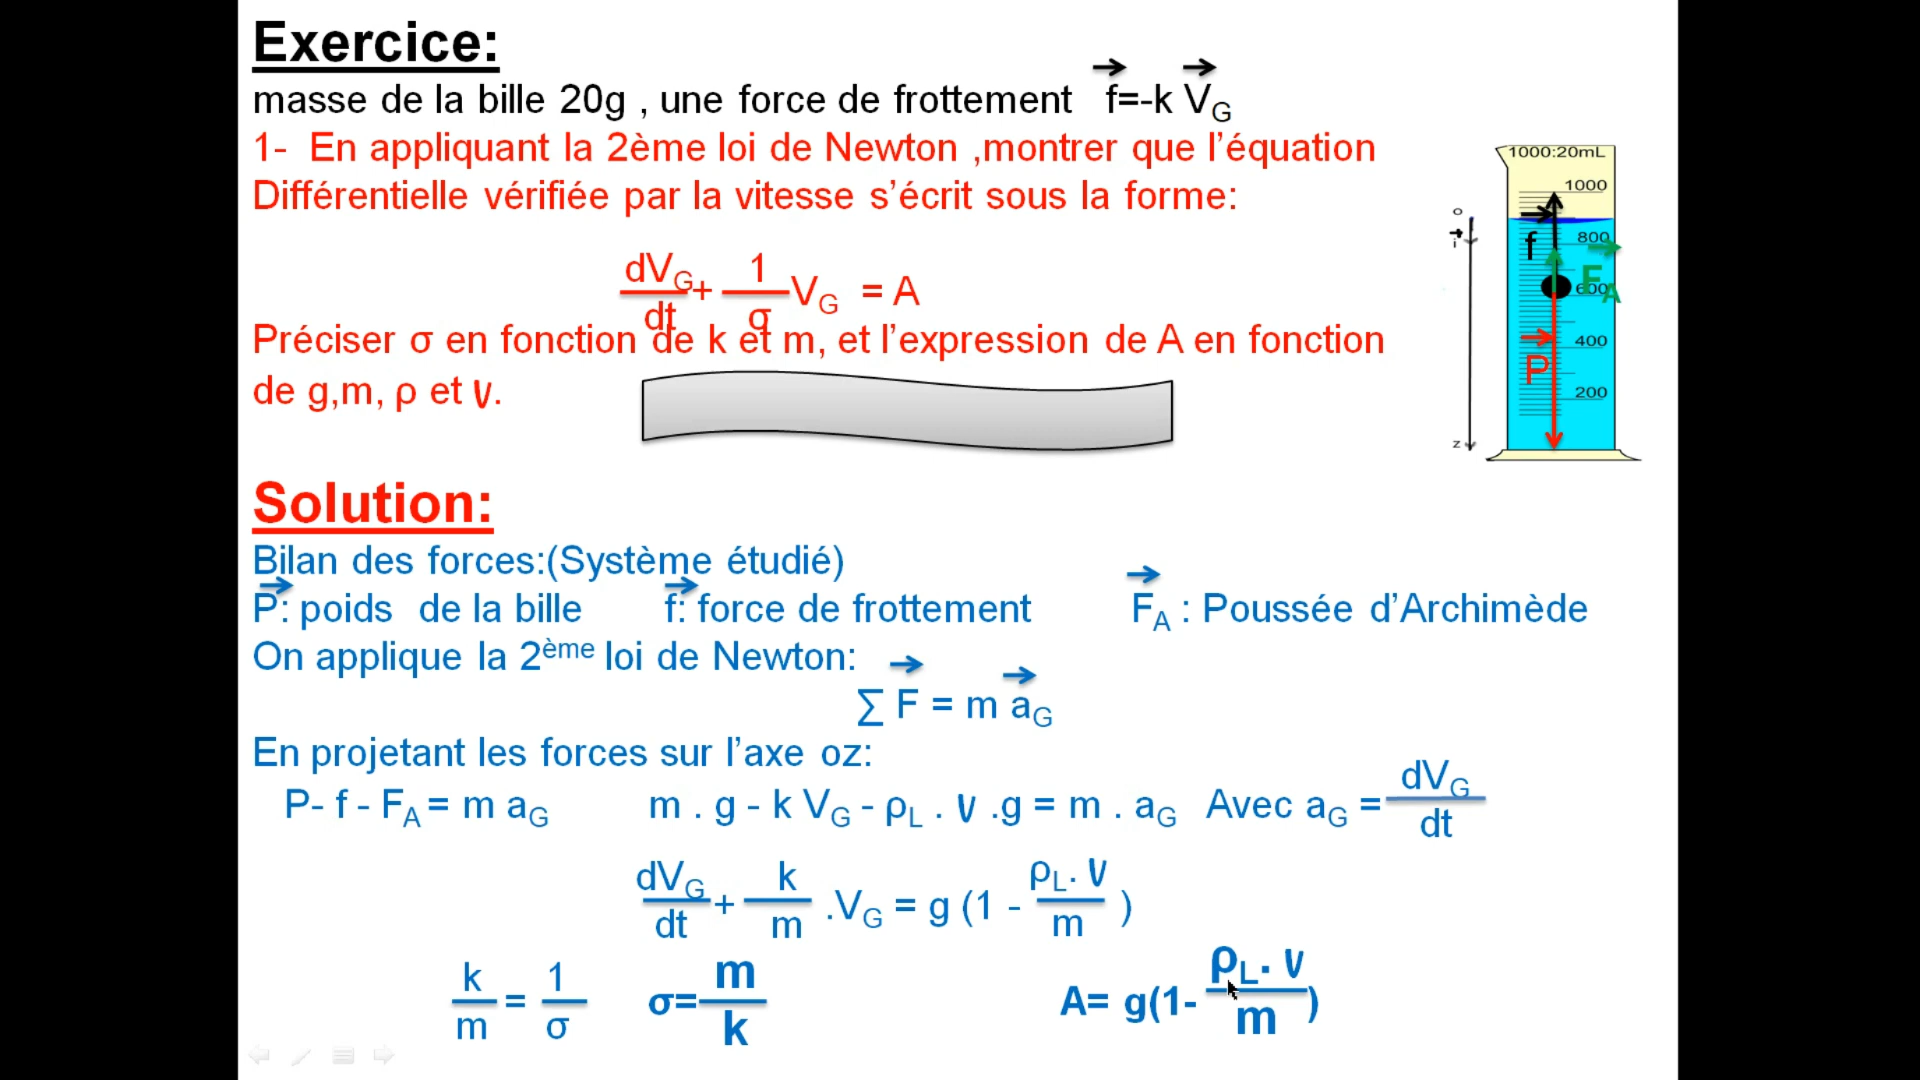 Exercice:
masse de la bille 20g , une force de frottement f=-k VG
1- En appliquant la 2ème loi de Newton ,montrer que l'équation
Différentielle vérifiée par la vitesse s'écrit sous la forme:
dVG/dt + 1/σ VG = A
Préciser σ en fonction de k et m, et l'expression de A en fonction
de g,m, ρ et V.
1000:20mL
1000
800
600
400
200
o
i
z
f
FA
P
Solution:
Bilan des forces:(Système étudié)
P: poids de la bille f: force de frottement FA : Poussée d'Archimède
On applique la 2ème loi de Newton:
∑ F = m aG
En projetant les forces sur l'axe oz:
P- f - FA = m aG m . g - k VG - ρL . V .g = m . aG Avec aG = dVG/dt
dVG/dt + k/m .VG = g (1 - ρL. V/m )
k/m = 1/σ σ= m/k A= g(1- ρL. V/m )